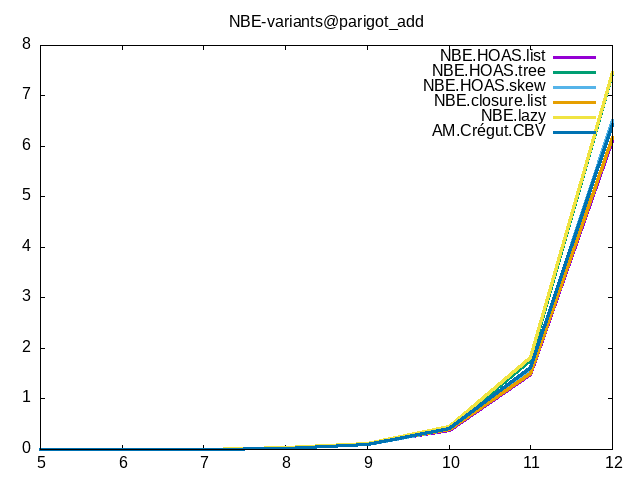 NBE-variants@parigot_add
8
7
6
5
4
3
2
1
0
NBE.HOAS.list
NBE.HOAS.tree
NBE.HOAS.skew
NBE.closure.list
NBE.lazy
AM.Crégut.CBV
5 6 7 8 9 10 11 12